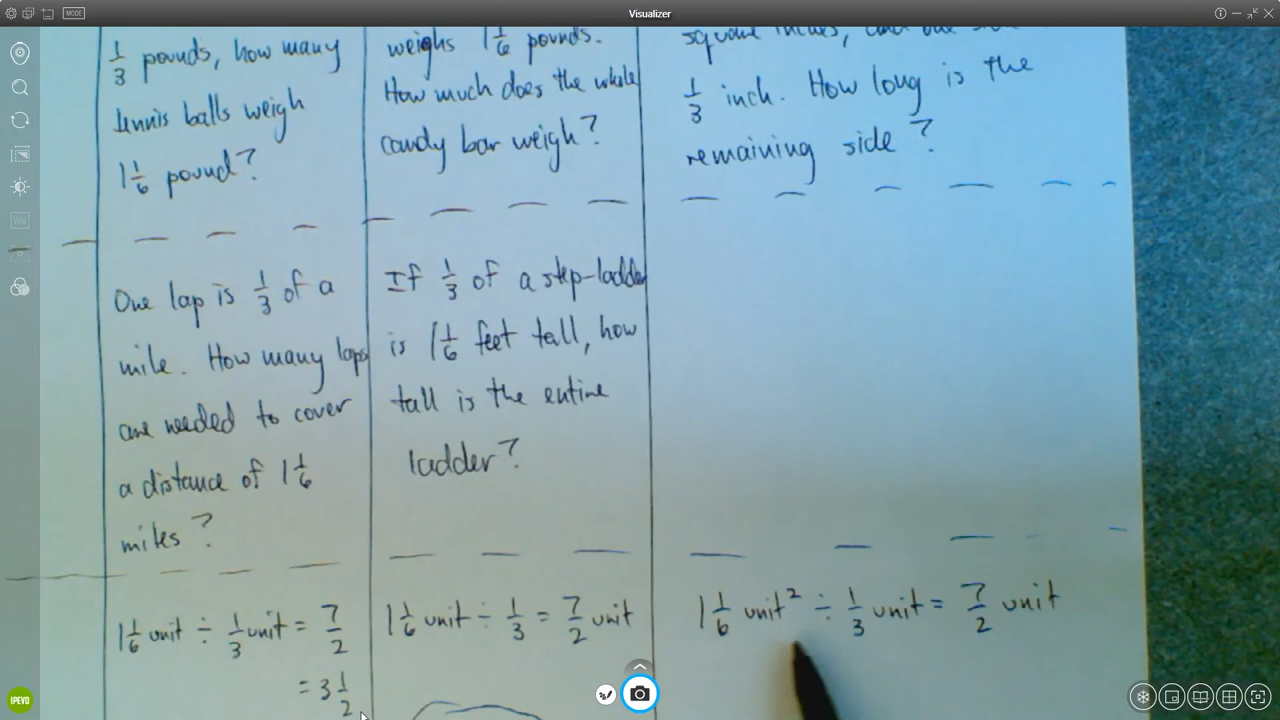 MODE
Visualizer
1/3 pounds, how many
tennis balls weigh
1 1/6 pound?
One lap is 1/3 of a
mile. How many laps
are needed to cover
a distance of 1 1/6
miles?
1 1/6 unit ÷ 1/3 unit = 7/2
= 3 1/2
weighs 1 1/6 pounds.
How much does the whole
candy bar weigh?
If 1/3 of a step-ladder
is 1 1/6 feet tall, how
tall is the entire
ladder?
1 1/6 unit ÷ 1/3 = 7/2 unit
square inches, and one
1/3 inch. How long is the
remaining side?
1 1/6 unit² ÷ 1/3 unit = 7/2 unit
WB
IPEVO